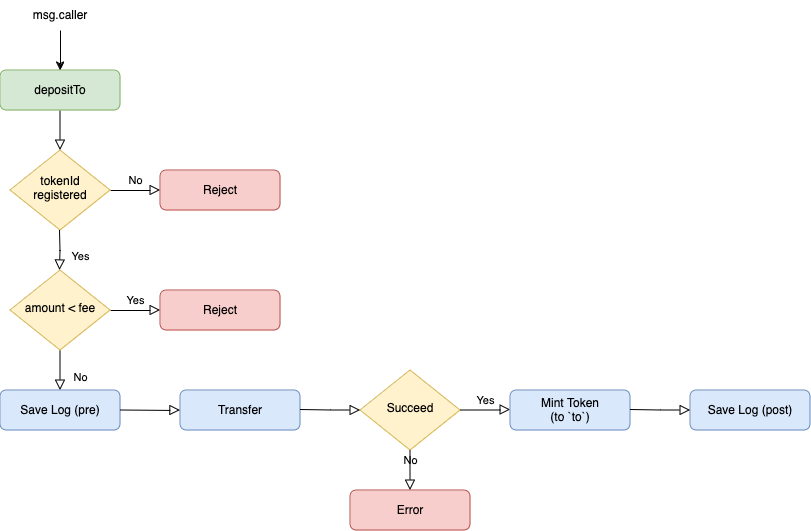 msg.caller
depositTo
tokenId
registered
No
Reject
Yes
amount < fee
Yes
Reject
No
Save Log (pre)
Transfer
Succeed
Yes
Mint Token
(to `to`)
Save Log (post)
No
Error